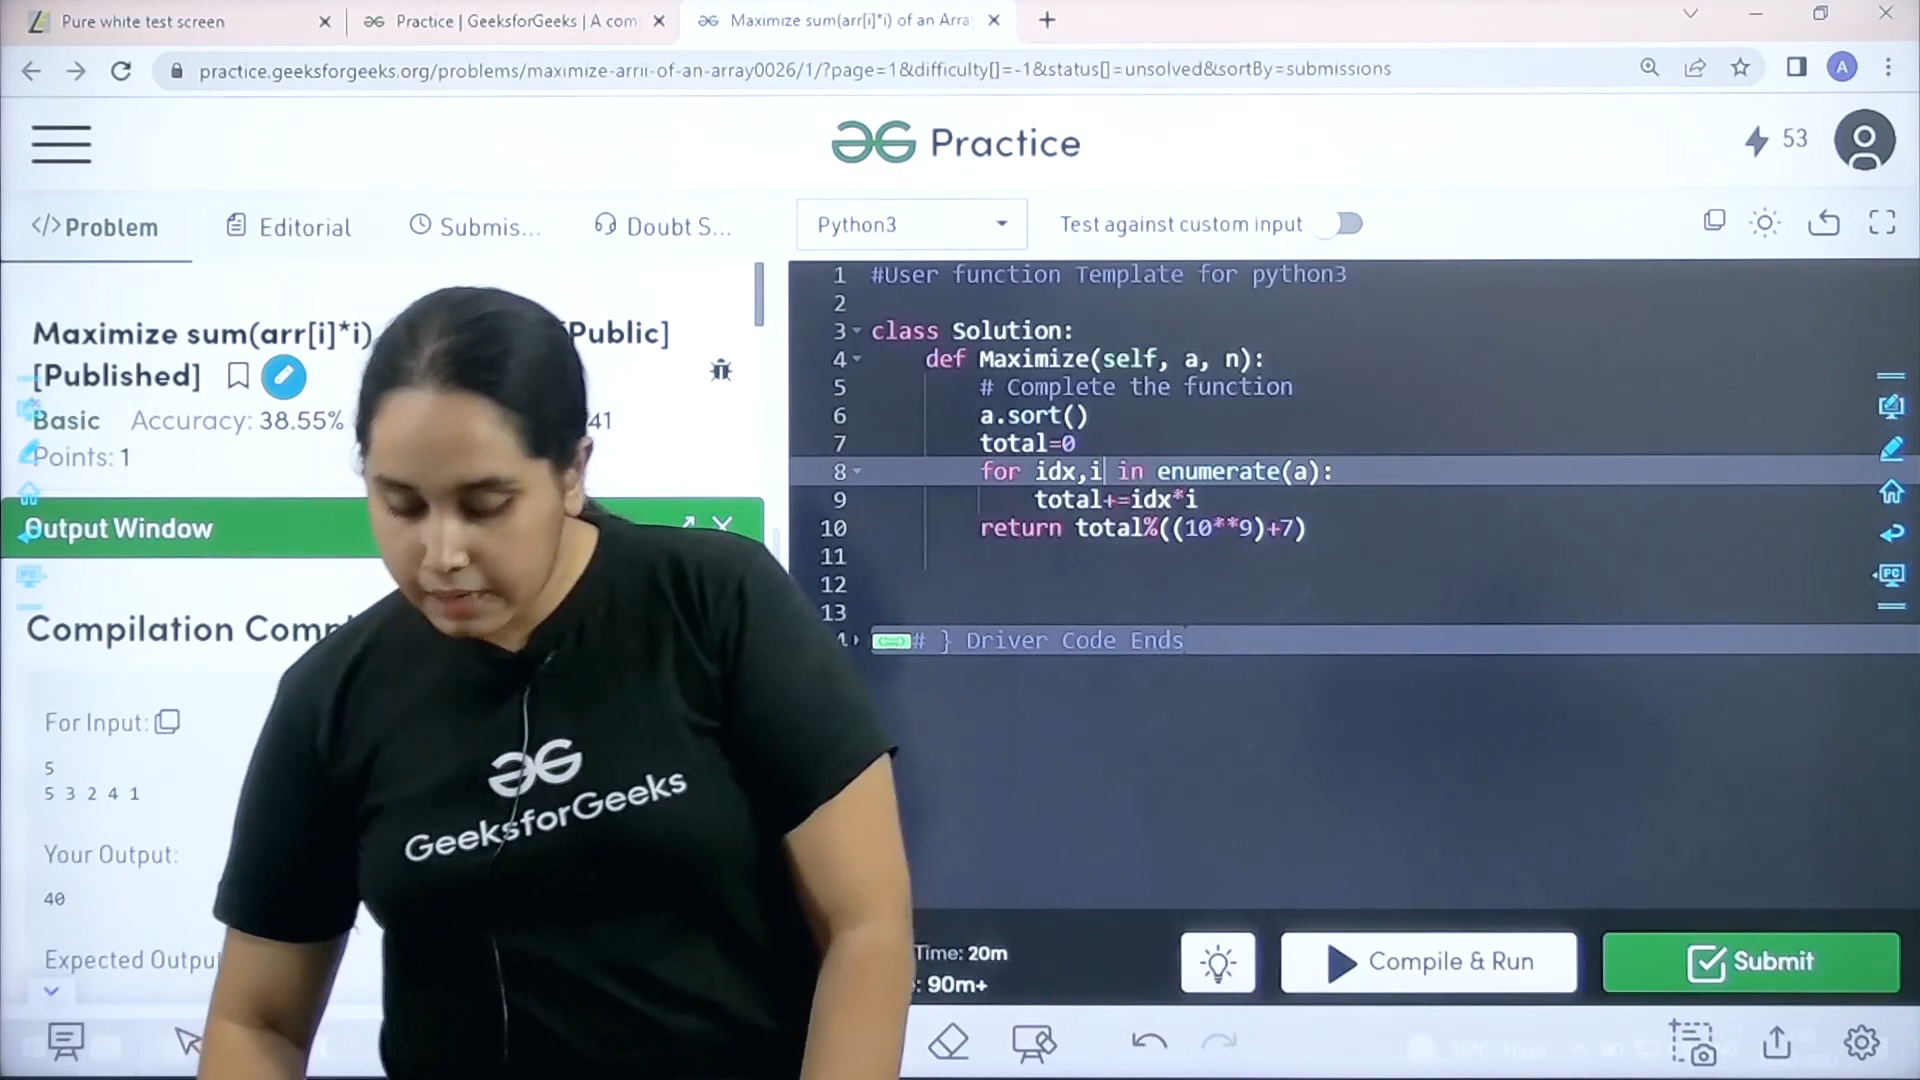 Pure white test screen
Practice | GeeksforGeeks | A com
Maximize sum(arr[i]*i) of an Arra
practice.geeksforgeeks.org/problems/maximize-arrii-of-an-array0026/1/?page=1&difficulty[]=-1&status[]=unsolved&sortBy=submissions
A
Practice
53
</> Problem
Editorial
Submis...
Doubt S...
Python3
Test against custom input
Maximize sum(arr[i]*i)
Public]
[Published]
Basic Accuracy: 38.55%
41
Points: 1
Output Window
Compilation Comp
For Input:
5
5 3 2 4 1
Your Output:
40
Expected Outpu
1 #User function Template for python3
2
3 class Solution:
4 def Maximize(self, a, n):
5 # Complete the function
6 a.sort()
7 total=0
8 for idx,i in enumerate(a):
9 total+=idx*i
10 return total%((10**9)+7)
11
12
13
# } Driver Code Ends
GeeksforGeeks
Time: 20m
: 90m+
Compile & Run
Submit
PC
16°C Haze